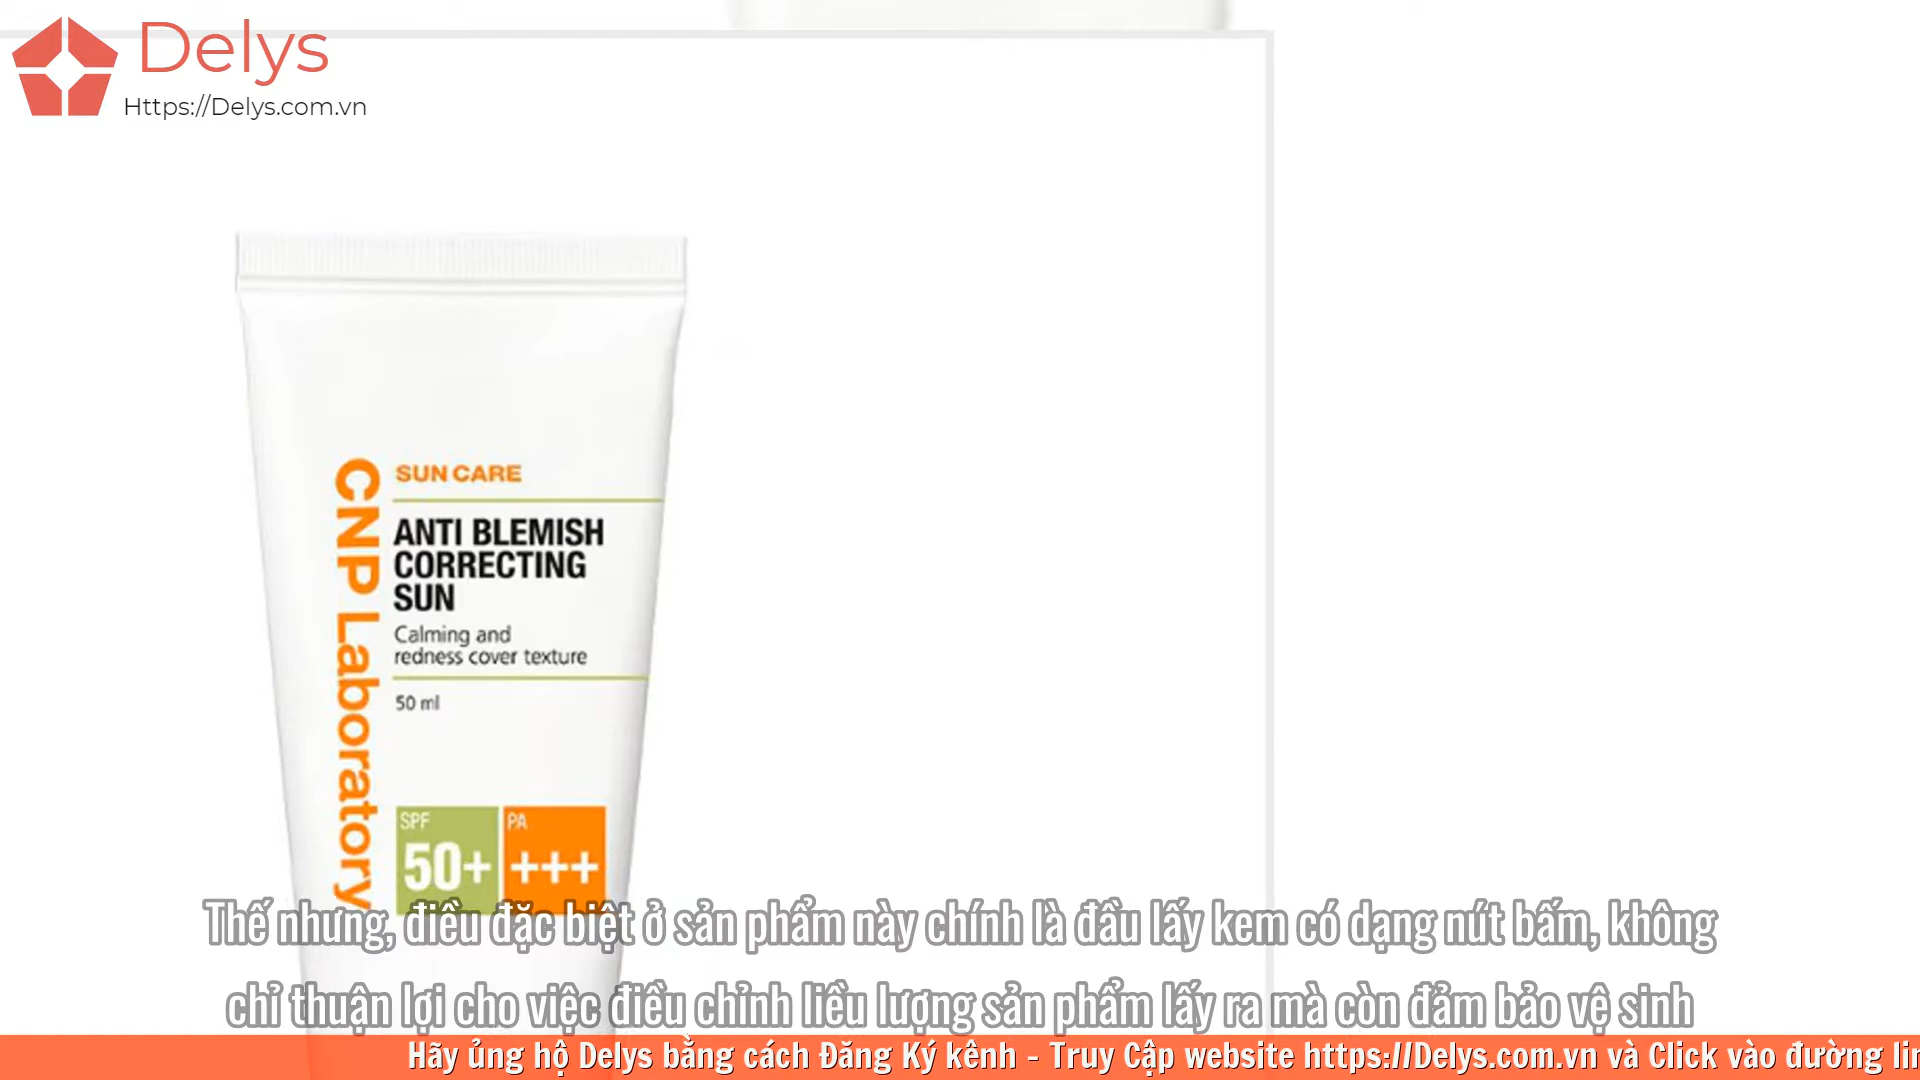 Delys
Https://Delys.com.vn
CNP Laboratory
SUN CARE
ANTI BLEMISH
CORRECTING
SUN
Calming and
redness cover texture
50 ml
SPF
50+
PA
+++
Thế nhưng, điều đặc biệt ở sản phẩm này chính là đầu lấy kem có dạng nút bấm, không
chỉ thuận lợi cho việc điều chỉnh liều lượng sản phẩm lấy ra mà còn đảm bảo vệ sinh
Hãy ủng hộ Delys bằng cách Đăng Ký kênh - Truy Cập website https://Delys.com.vn và Click vào đường